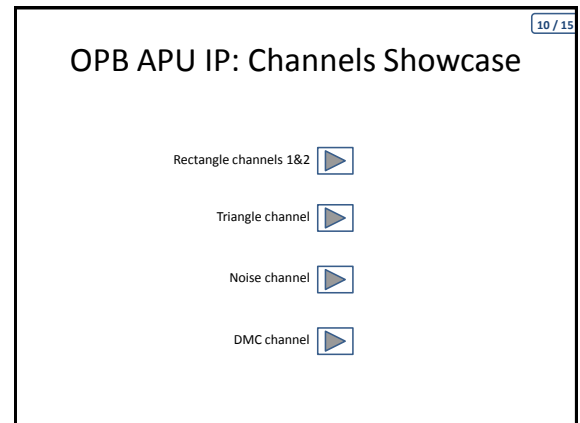 10 / 15
OPB APU IP: Channels Showcase
Rectangle channels 1&2
Triangle channel
Noise channel
DMC channel